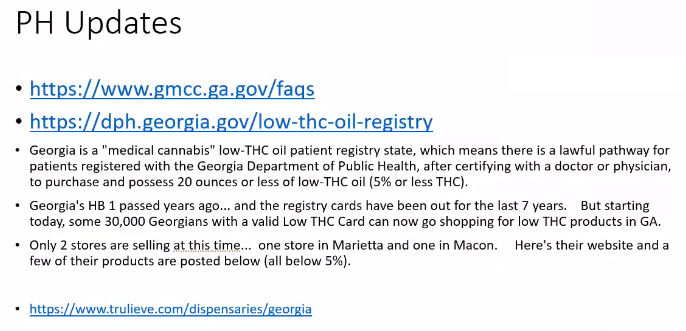 PH Updates
• https://www.gmcc.ga.gov/faqs
• https://dph.georgia.gov/low-thc-oil-registry
• Georgia is a "medical cannabis" low-THC oil patient registry state, which means there is a lawful pathway for
patients registered with the Georgia Department of Public Health, after certifying with a doctor or physician,
to purchase and possess 20 ounces or less of low-THC oil (5% or less THC).
• Georgia's HB 1 passed years ago... and the registry cards have been out for the last 7 years. But starting
today, some 30,000 Georgians with a valid Low THC Card can now go shopping for low THC products in GA.
• Only 2 stores are selling at this time... one store in Marietta and one in Macon. Here's their website and a
few of their products are posted below (all below 5%).
• https://www.trulieve.com/dispensaries/georgia